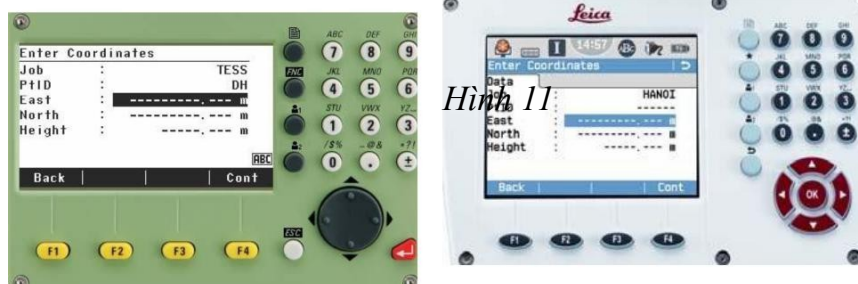 ABC DEF GHI
7 8 9
Enter Coordinates
Job : TESS
PtID : DH
East : ---------.--- m
North : ---------.--- m
Height : -----.--- m
ABC
Back Cont
FNC
JKL MNO PQR
4 5 6
STU VWX YZ_
1 2 3
/$% _@& *?!
0 . ±
ESC
F1 F2 F3 F4
Leica
14:57 ABC
Enter Coordinates
Data
HANOI
------
East : ---------.--- m
North : ---------.--- m
Height : -----.--- m
Back Cont
Hình 11
ABC DEF GHI
7 8 9
JKL MNO PQR
4 5 6
STU VWX YZ_
1 2 3
/$% _@& *?!
0 . ±
OK
F1 F2 F3 F4